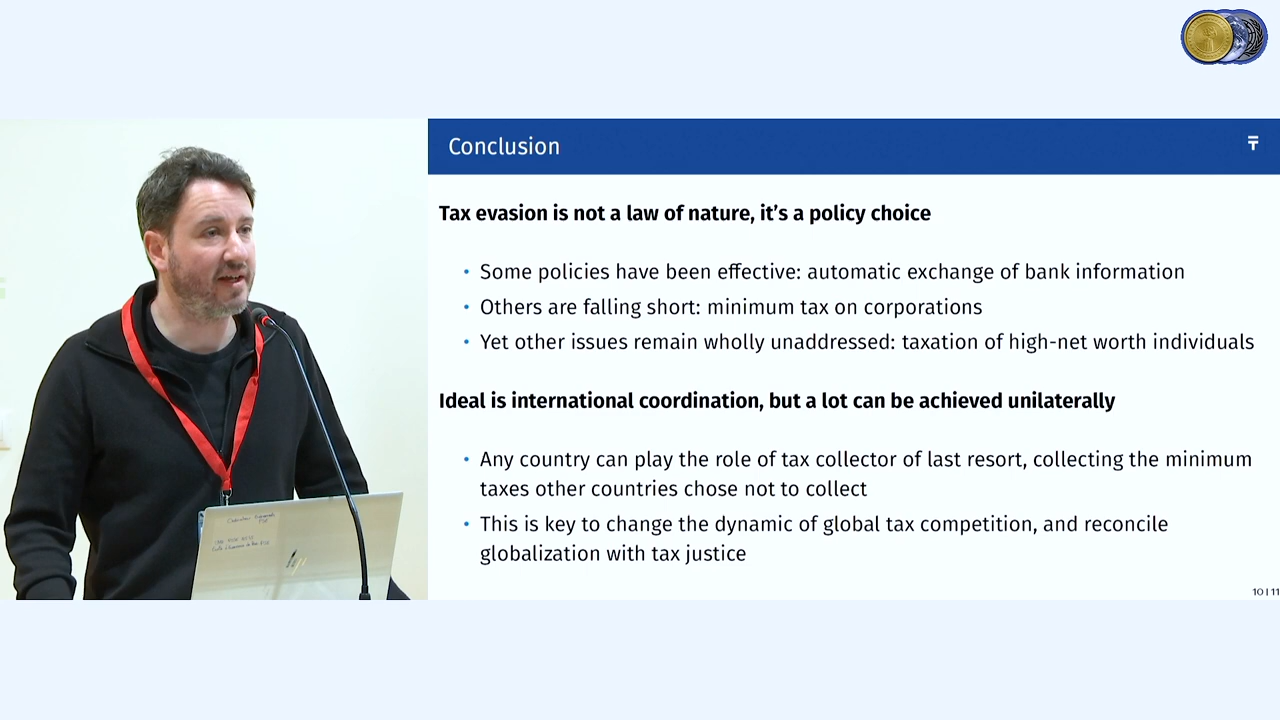 Conclusion
Tax evasion is not a law of nature, it's a policy choice
• Some policies have been effective: automatic exchange of bank information
• Others are falling short: minimum tax on corporations
• Yet other issues remain wholly unaddressed: taxation of high-net worth individuals
Ideal is international coordination, but a lot can be achieved unilaterally
• Any country can play the role of tax collector of last resort, collecting the minimum
taxes other countries chose not to collect
• This is key to change the dynamic of global tax competition, and reconcile
globalization with tax justice
10 | 11